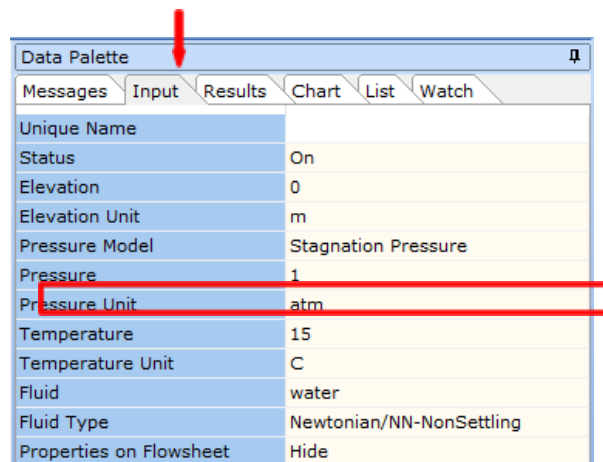 Data Palette
Messages Input Results Chart List Watch
Unique Name
Status On
Elevation 0
Elevation Unit m
Pressure Model Stagnation Pressure
Pressure 1
Pressure Unit atm
Temperature 15
Temperature Unit C
Fluid water
Fluid Type Newtonian/NN-NonSettling
Properties on Flowsheet Hide